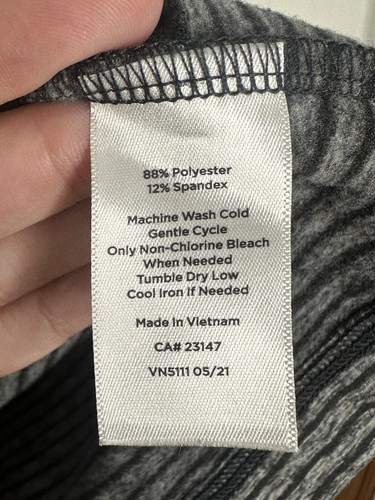 88% Polyester
12% Spandex
Machine Wash Cold
Gentle Cycle
Only Non-Chlorine Bleach
When Needed
Tumble Dry Low
Cool Iron If Needed
Made In Vietnam
CA# 23147
VN5111 05/21